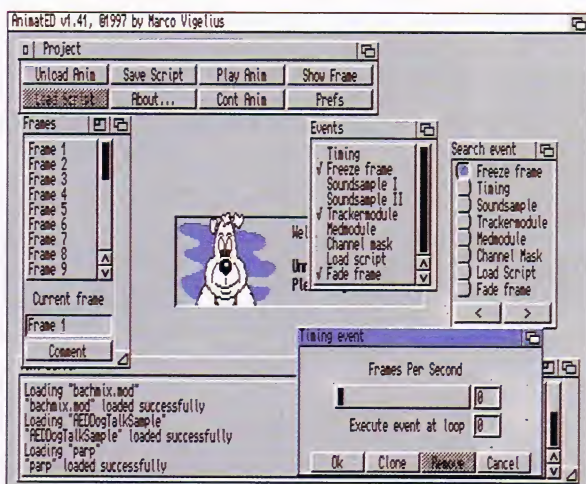 AnimatED v1.41, ©1997 by Marco Vigelius
Project
Unload Anim
Save Script
Play Anim
Show Frame
Load Script
About...
Cont Anim
Prefs
Frames
Frame 1
Frame 2
Frame 3
Frame 4
Frame 5
Frame 6
Frame 7
Frame 8
Frame 9
Current frame
Frame 1
Comment
Events
Timing
√ Freeze frame
Soundsample I
Soundsample II
√ Trackermodule
Medmodule
Channel mask
Load script
√ Fade frame
Search event
Freeze frame
Timing
Soundsample
Trackermodule
Medmodule
Channel Mask
Load Script
Fade frame
<
>
Wel
Ple
Timing event
Frames Per Second
0
Execute event at loop
0
Ok
Clone
Remove
Cancel
Loading "bachmix.mod"
"bachmix.mod" loaded successfully
Loading "AEDDogTalkSample"
"AEDDogTalkSample" loaded successfully
Loading "parp"
"parp" loaded successfully